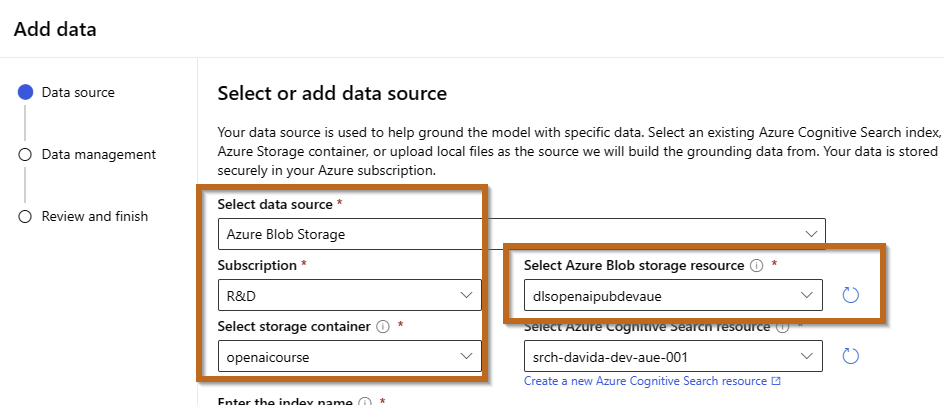 Add data
Data source
Data management
Review and finish
Select or add data source
Your data source is used to help ground the model with specific data. Select an existing Azure Cognitive Search index,
Azure Storage container, or upload local files as the source we will build the grounding data from. Your data is stored
securely in your Azure subscription.
Select data source *
Azure Blob Storage
Subscription *
R&D
Select Azure Blob storage resource *
dlsopenaipubdevaue
Select storage container *
openaicourse
Select Azure Cognitive Search resource *
srch-davida-dev-aue-001
Create a new Azure Cognitive Search resource
Enter the index name *